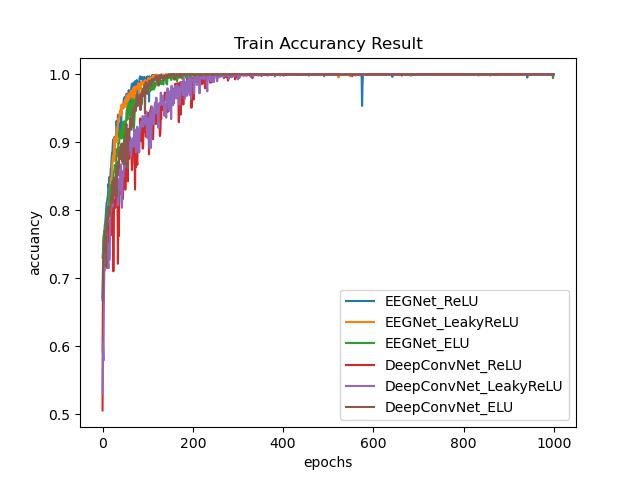 Train Accurancy Result
1.0
0.9
0.8
0.7
0.6
0.5
accuancy
0
200
400
600
800
1000
epochs
EEGNet_ReLU
EEGNet_LeakyReLU
EEGNet_ELU
DeepConvNet_ReLU
DeepConvNet_LeakyReLU
DeepConvNet_ELU